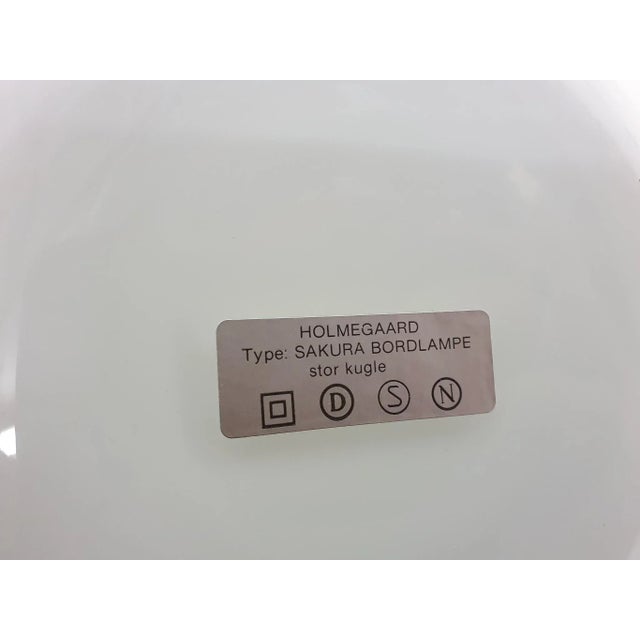 HOLMEGAARD
Type: SAKURA BORDLAMPE
stor kugle
D S N